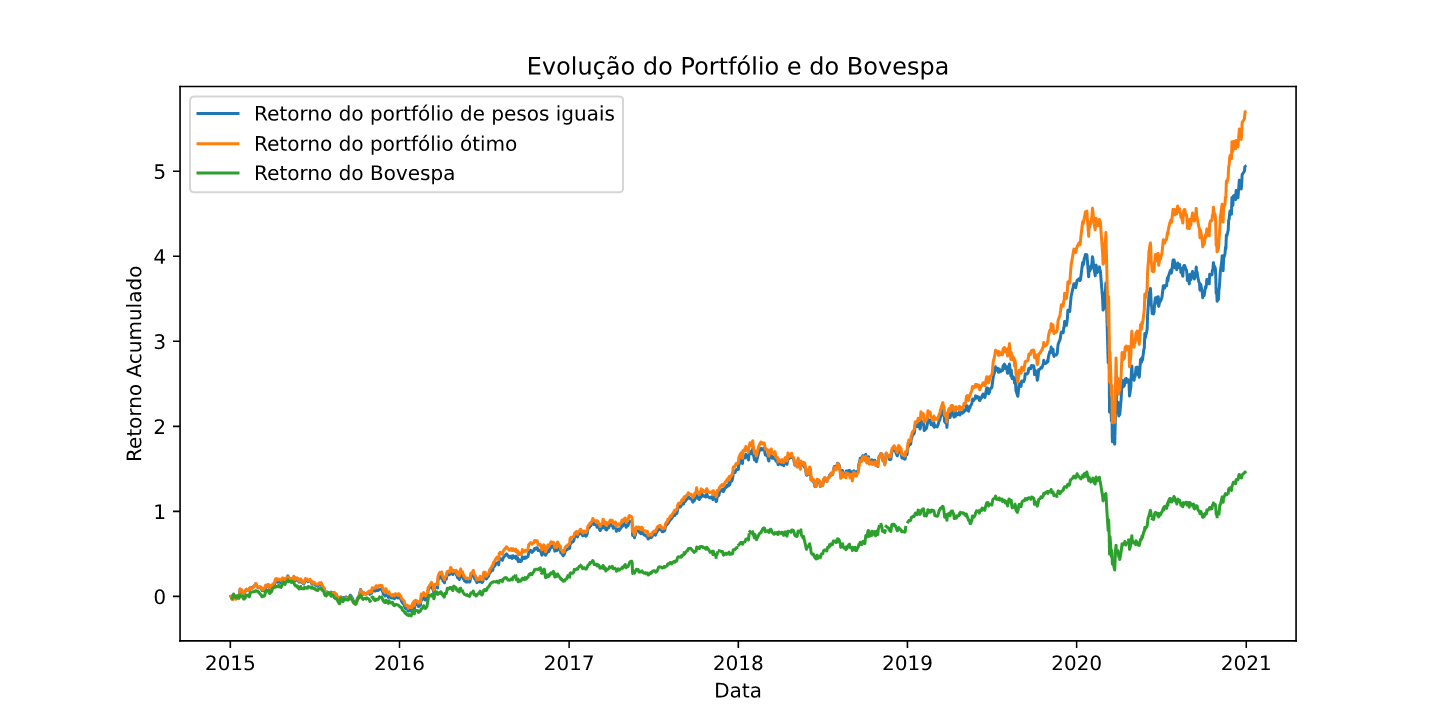 Evolução do Portfólio e do Bovespa
Retorno do portfólio de pesos iguais
Retorno do portfólio ótimo
Retorno do Bovespa
Retorno Acumulado
5
4
3
2
1
0
2015 2016 2017 2018 2019 2020 2021
Data